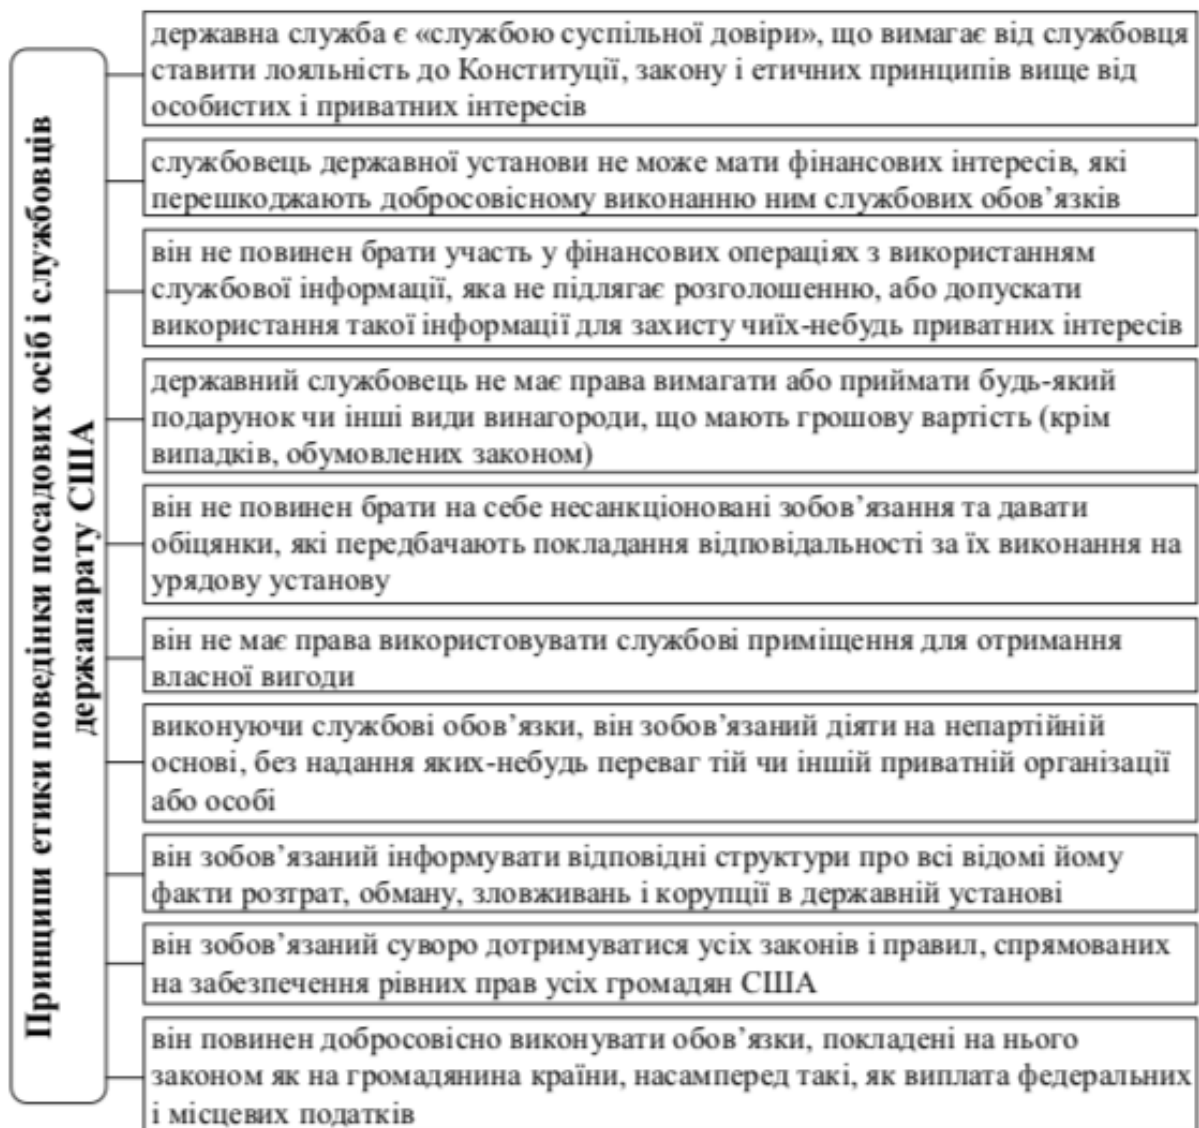 Принципи етики поведінки посадових осіб і службовців
держапарату США
державна служба є «службою суспільної довіри», що вимагає від службовця
ставити лояльність до Конституції, закону і етичних принципів вище від
особистих і приватних інтересів
службовець державної установи не може мати фінансових інтересів, які
перешкоджають добросовісному виконанню ним службових обов’язків
він не повинен брати участь у фінансових операціях з використанням
службової інформації, яка не підлягає розголошенню, або допускати
використання такої інформації для захисту чиїх-небудь приватних інтересів
державний службовець не має права вимагати або приймати будь-який
подарунок чи інші види винагороди, що мають грошову вартість (крім
випадків, обумовлених законом)
він не повинен брати на себе несанкціоновані зобов’язання та давати
обіцянки, які передбачають покладання відповідальності за їх виконання на
урядову установу
він не має права використовувати службові приміщення для отримання
власної вигоди
виконуючи службові обов’язки, він зобов’язаний діяти на непартійній
основі, без надання яких-небудь переваг тій чи іншій приватній організації
або особі
він зобов’язаний інформувати відповідні структури про всі відомі йому
факти розтрат, обману, зловживань і корупції в державній установі
він зобов’язаний суворо дотримуватися усіх законів і правил, спрямованих
на забезпечення рівних прав усіх громадян США
він повинен добросовісно виконувати обов’язки, покладені на нього
законом як на громадянина країни, насамперед такі, як виплата федеральних
і місцевих податків